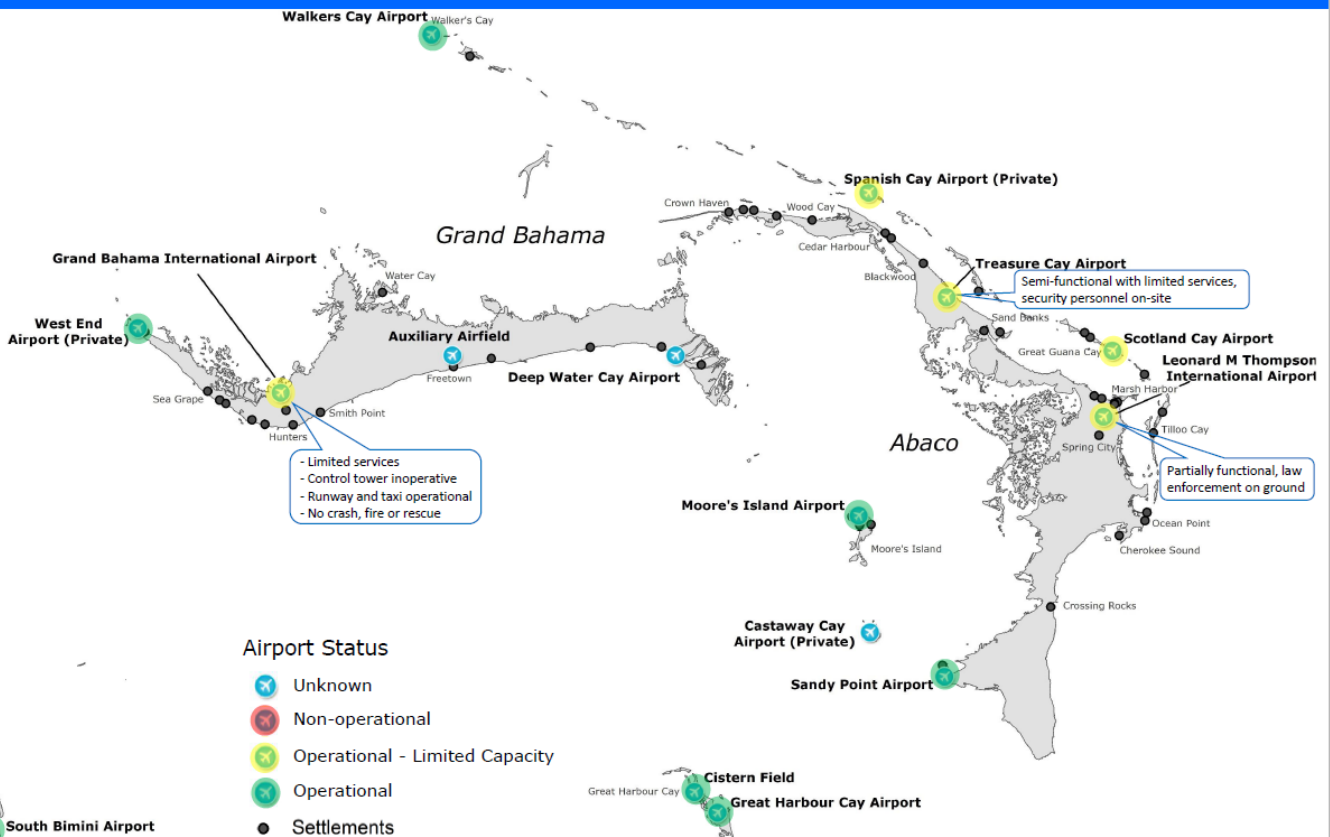 Walkers Cay Airport
Walker's Cay
Spanish Cay Airport (Private)
Crown Haven
Wood Cay
Grand Bahama
Cedar Harbour
Grand Bahama International Airport
Treasure Cay Airport
Water Cay
Blackwood
Semi-functional with limited services,
security personnel on-site
West End
Airport (Private)
Auxiliary Airfield
Sand Banks
Scotland Cay Airport
Great Guana Cay
Leonard M Thompson
International Airport
Deep Water Cay Airport
Freetown
Marsh Harbor
Sea Grape
Smith Point
Hunters
Tilloo Cay
Abaco
Spring City
- Limited services
- Control tower inoperative
- Runway and taxi operational
- No crash, fire or rescue
Partially functional, law
enforcement on ground
Moore's Island Airport
Ocean Point
Moore's Island
Cherokee Sound
Crossing Rocks
Castaway Cay
Airport (Private)
Sandy Point Airport
Airport Status
Unknown
Non-operational
Operational - Limited Capacity
Operational
Settlements
Cistern Field
Great Harbour Cay
Great Harbour Cay Airport
South Bimini Airport